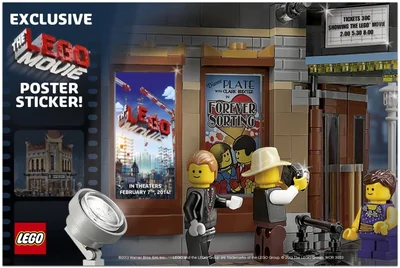 EXCLUSIVE
THE LEGO
MOVIE
POSTER
STICKER!
TICKETS 30¢
SHOWING THE LEGO® MOVIE
2:00 5:30 8:00
THE LEGO
MOVIE
IN THEATERS
FEBRUARY 7TH, 2014!
PLATE
FOREVER
SORTING
LEGO